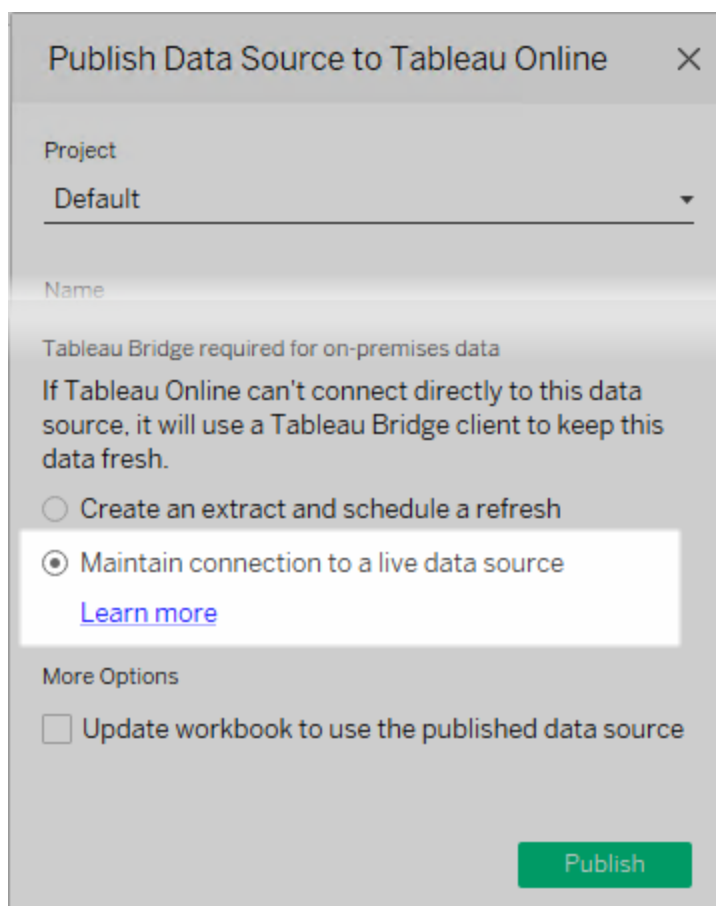 Publish Data Source to Tableau Online
Project
Default
Name
Tableau Bridge required for on-premises data
If Tableau Online can't connect directly to this data
source, it will use a Tableau Bridge client to keep this
data fresh.
Create an extract and schedule a refresh
Maintain connection to a live data source
Learn more
More Options
Update workbook to use the published data source
Publish